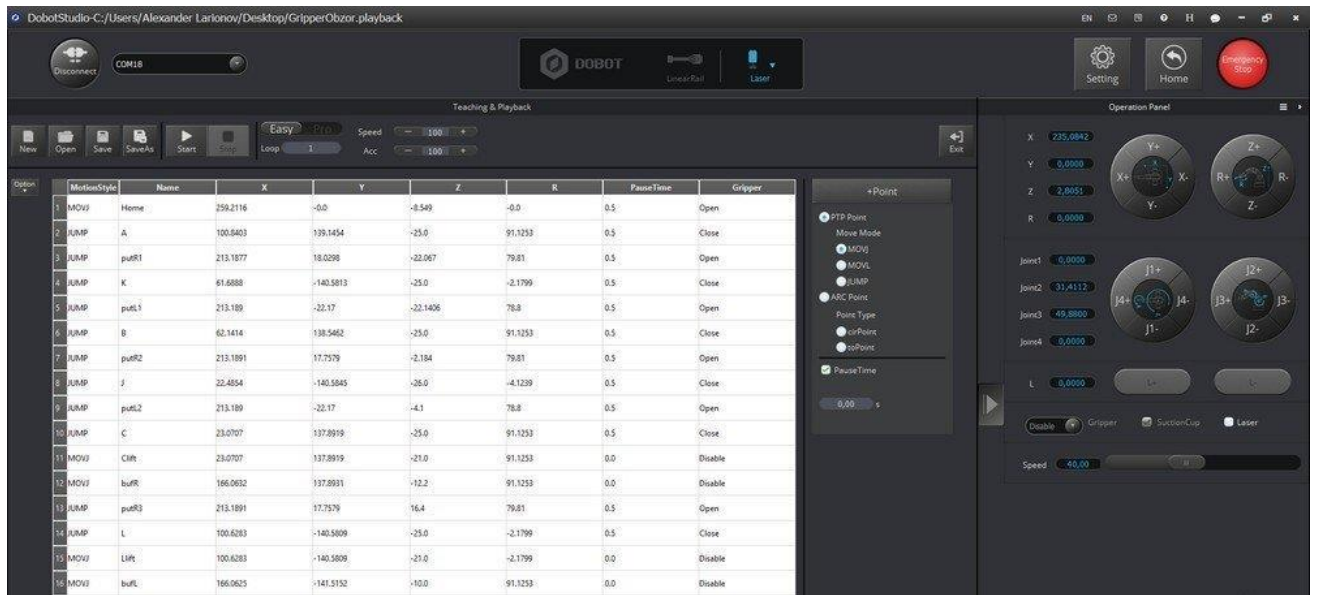 DobotStudio-C:/Users/Alexander Larionov/Desktop/GripperObzor.playback EN H
Disconnect COM18 DOBOT LinearRail Laser Setting Home Emergency Stop
Teaching & Playback Operation Panel
New Open Save SaveAs Start Stop Easy Pro Loop 1 Speed 100 Acc 100 Exit
Option
MotionStyle Name X Y Z R PauseTime Gripper
1 MOVJ Home 259.2116 -0.0 -8.549 -0.0 0.5 Open
2 JUMP A 100.8403 139.1454 -25.0 91.1253 0.5 Close
3 JUMP putR1 213.1877 18.0298 -22.067 79.81 0.5 Open
4 JUMP K 61.6888 -140.5813 -25.0 -2.1799 0.5 Close
5 JUMP putL1 213.189 -22.17 -22.1406 78.8 0.5 Open
6 JUMP B 62.1414 138.5462 -25.0 91.1253 0.5 Close
7 JUMP putR2 213.1891 17.7579 -2.184 79.81 0.5 Open
8 JUMP J 22.4854 -140.5845 -26.0 -4.1239 0.5 Close
9 JUMP putL2 213.189 -22.17 -4.1 78.8 0.5 Open
10 JUMP C 23.0707 137.8919 -25.0 91.1253 0.5 Close
11 MOVJ Clift 23.0707 137.8919 -21.0 91.1253 0.0 Disable
12 MOVJ bufR 166.0632 137.8931 -12.2 91.1253 0.0 Disable
13 JUMP putR3 213.1891 17.7579 16.4 79.81 0.5 Open
14 JUMP L 100.6283 -140.5809 -25.0 -2.1799 0.5 Close
15 MOVJ Llift 100.6283 -140.5809 -21.0 -2.1799 0.0 Disable
16 MOVJ bufL 166.0625 -141.5152 -10.0 91.1253 0.0 Disable
+Point
PTP Point
Move Mode
MOVJ
MOVL
JUMP
ARC Point
Point Type
cirPoint
toPoint
PauseTime
0,00 s
X 235,0842
Y 0,0000
Z 2,8051
R 0,0000
Y+
X+ X-
Y-
Z+
R+ R-
Z-
Joint1 0,0000
Joint2 31,4112
Joint3 49,8800
Joint4 0,0000
J1+
J4+ J4-
J1-
J2+
J3+ J3-
J2-
L 0,0000 L+ L-
Disable Gripper SuctionCup Laser
Speed 40,00